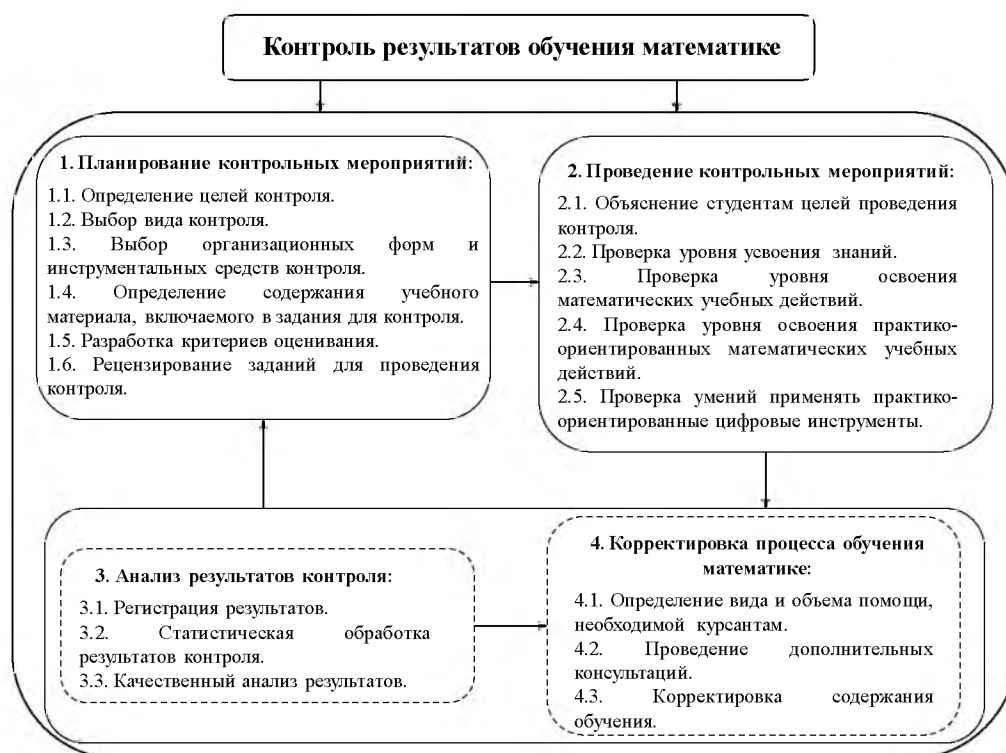 Контроль результатов обучения математике
1. Планирование контрольных мероприятий:
1.1. Определение целей контроля.
1.2. Выбор вида контроля.
1.3. Выбор организационных форм и
инструментальных средств контроля.
1.4. Определение содержания учебного
материала, включаемого в задания для контроля.
1.5. Разработка критериев оценивания.
1.6. Рецензирование заданий для проведения
контроля.
2. Проведение контрольных мероприятий:
2.1. Объяснение студентам целей проведения
контроля.
2.2. Проверка уровня усвоения знаний.
2.3. Проверка уровня освоения
математических учебных действий.
2.4. Проверка уровня освоения практико-
ориентированных математических учебных
действий.
2.5. Проверка умений применять практико-
ориентированные цифровые инструменты.
3. Анализ результатов контроля:
3.1. Регистрация результатов.
3.2. Статистическая обработка
результатов контроля.
3.3. Качественный анализ результатов.
4. Корректировка процесса обучения
математике:
4.1. Определение вида и объема помощи,
необходимой курсантам.
4.2. Проведение дополнительных
консультаций.
4.3. Корректировка содержания
обучения.